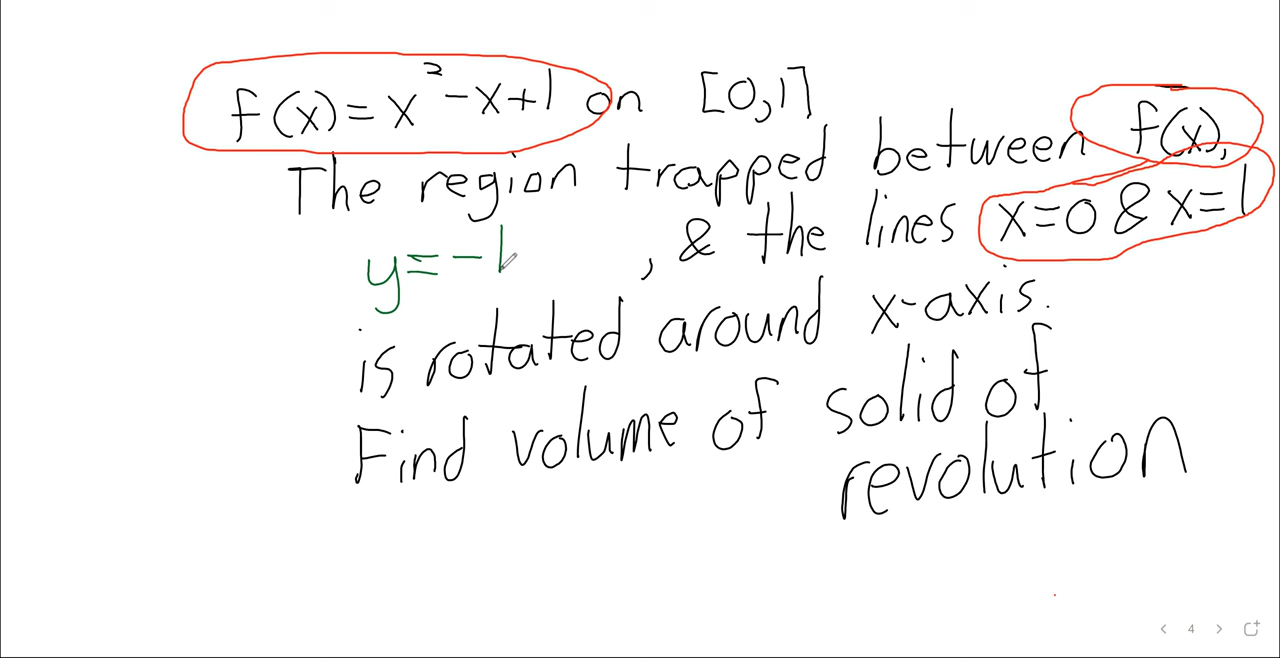 f(x)=x²-x+1 on [0,1]
The region trapped between f(x),
y=-1 , & the lines x=0 & x=1
is rotated around x-axis.
Find volume of solid of
revolution
4